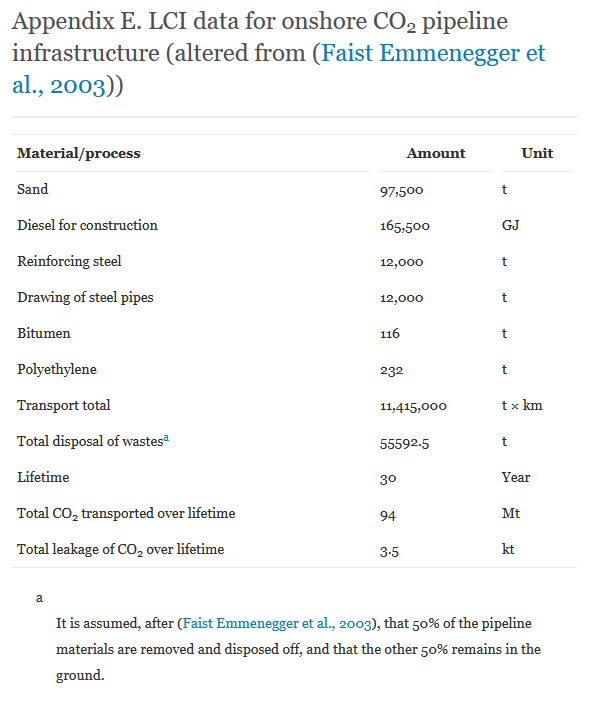 Appendix E. LCI data for onshore CO₂ pipeline
infrastructure (altered from (Faist Emmenegger et
al., 2003))
Material/process Amount Unit
Sand 97,500 t
Diesel for construction 165,500 GJ
Reinforcing steel 12,000 t
Drawing of steel pipes 12,000 t
Bitumen 116 t
Polyethylene 232 t
Transport total 11,415,000 t × km
Total disposal of wastesᵃ 55592.5 t
Lifetime 30 Year
Total CO₂ transported over lifetime 94 Mt
Total leakage of CO₂ over lifetime 3.5 kt
a
It is assumed, after (Faist Emmenegger et al., 2003), that 50% of the pipeline
materials are removed and disposed off, and that the other 50% remains in the
ground.